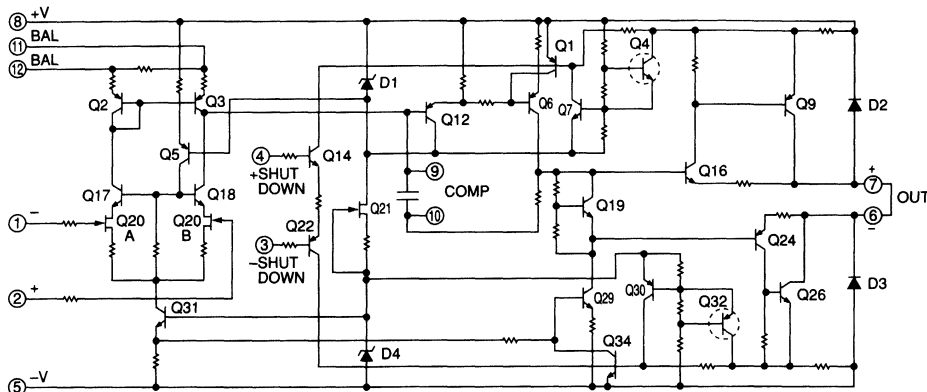 8 +V
11 BAL
12 BAL
Q1
Q4
D1
Q2
Q3
Q12
Q6
Q7
Q9
D2
Q5
4
+SHUT DOWN
Q14
9
COMP
10
Q16
+
7
OUT
6
−
Q17
Q18
1 −
Q20 A
Q20 B
Q21
Q19
Q22
3
−SHUT DOWN
Q24
2 +
Q31
Q29
Q30
Q32
Q26
D3
D4
Q34
5 −V